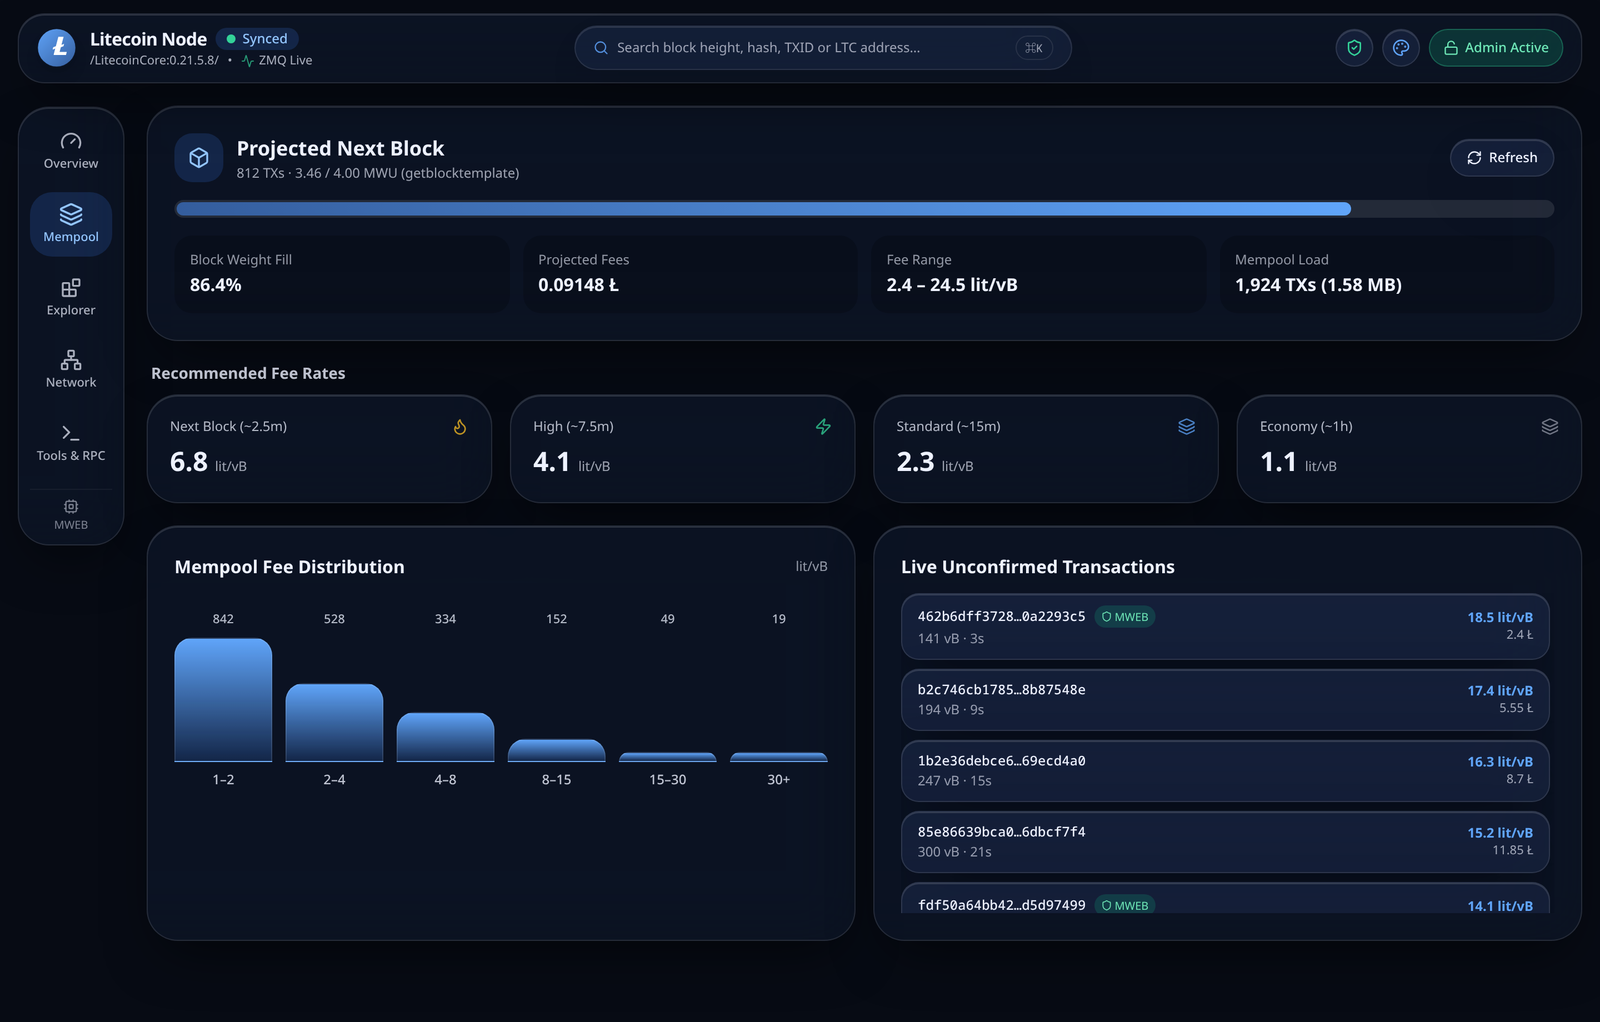 Litecoin Node
Synced
/LitecoinCore:0.21.5.8/ • ZMQ Live
Search block height, hash, TXID or LTC address...
⌘K
Admin Active
Overview
Mempool
Explorer
Network
Tools & RPC
MWEB
Projected Next Block
812 TXs · 3.46 / 4.00 MWU (getblocktemplate)
Refresh
Block Weight Fill
86.4%
Projected Fees
0.09148 Ł
Fee Range
2.4 – 24.5 lit/vB
Mempool Load
1,924 TXs (1.58 MB)
Recommended Fee Rates
Next Block (~2.5m)
6.8 lit/vB
High (~7.5m)
4.1 lit/vB
Standard (~15m)
2.3 lit/vB
Economy (~1h)
1.1 lit/vB
Mempool Fee Distribution
lit/vB
842 528 334 152 49 19
1–2 2–4 4–8 8–15 15–30 30+
Live Unconfirmed Transactions
462b6dff3728…0a2293c5 MWEB 18.5 lit/vB
141 vB · 3s 2.4 Ł
b2c746cb1785…8b87548e 17.4 lit/vB
194 vB · 9s 5.55 Ł
1b2e36debce6…69ecd4a0 16.3 lit/vB
247 vB · 15s 8.7 Ł
85e86639bca0…6dbcf7f4 15.2 lit/vB
300 vB · 21s 11.85 Ł
fdf50a64bb42…d5d97499 MWEB 14.1 lit/vB